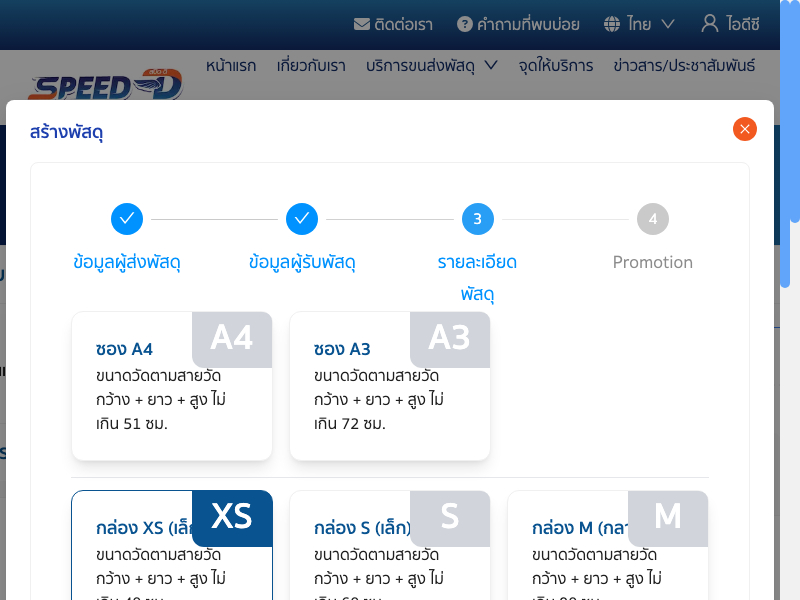 ติดต่อเรา
คำถามที่พบบ่อย
ไทย
ไอดีซี
หน้าแรก
เกี่ยวกับเรา
บริการขนส่งพัสดุ
จุดให้บริการ
ข่าวสาร/ประชาสัมพันธ์
SPEED-D
สร้างพัสดุ
3
4
ข้อมูลผู้ส่งพัสดุ
ข้อมูลผู้รับพัสดุ
รายละเอียด
พัสดุ
Promotion
A4
ซอง A4
ขนาดวัดตามสายวัด
กว้าง + ยาว + สูง ไม่
เกิน 51 ซม.
A3
ซอง A3
ขนาดวัดตามสายวัด
กว้าง + ยาว + สูง ไม่
เกิน 72 ซม.
XS
กล่อง XS (เล็ก
ขนาดวัดตามสายวัด
กว้าง + ยาว + สูง ไม่
S
กล่อง S (เล็ก)
ขนาดวัดตามสายวัด
กว้าง + ยาว + สูง ไม่
M
กล่อง M (กลา
ขนาดวัดตามสายวัด
กว้าง + ยาว + สูง ไม่